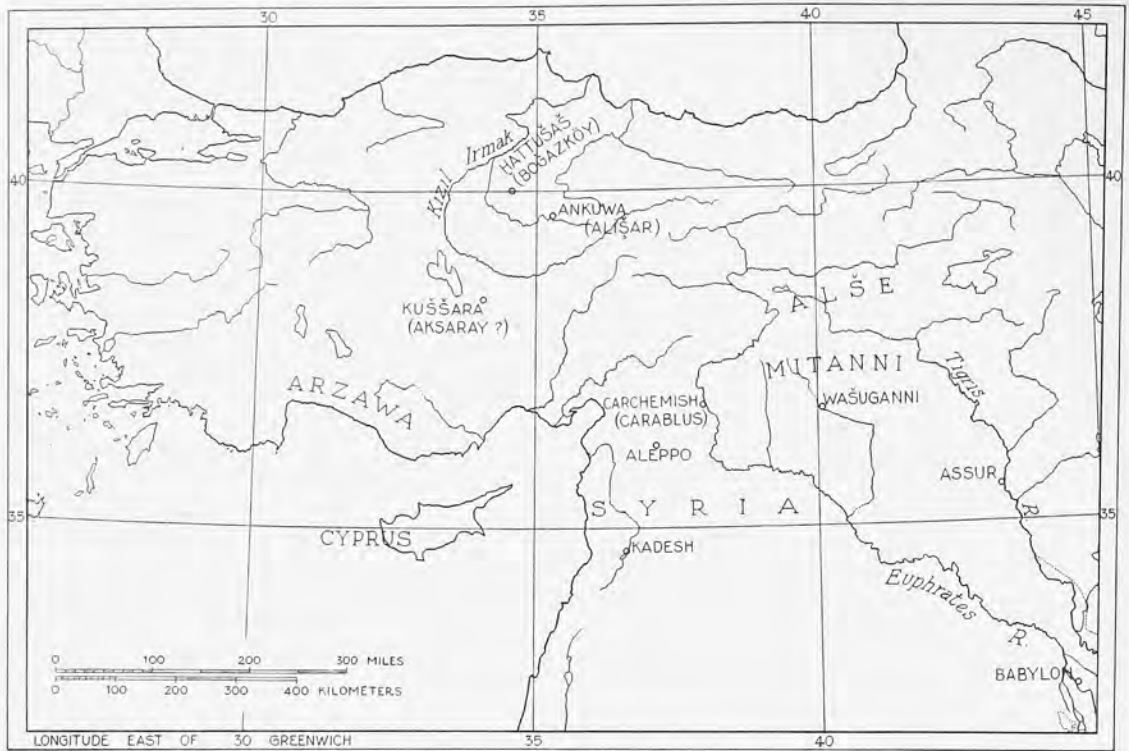 30 35 40 45
Kızıl Irmak
HATTUŠAŠ
(BOĞAZKÖY)
40 40
ANKUWA
(ALIŞAR)
KUŠŠARA
(AKSARAY ?)
ALŠE
ARZAWA
MUTANNI
Tigris R.
CARCHEMISH
(CARABLUS)
WAŠUGANNI
ALEPPO
ASSUR
SYRIA
35 35
CYPRUS
KADESH
Euphrates R.
0 100 200 300 MILES
0 100 200 300 400 KILOMETERS
BABYLON
LONGITUDE EAST OF 30 GREENWICH 35 40